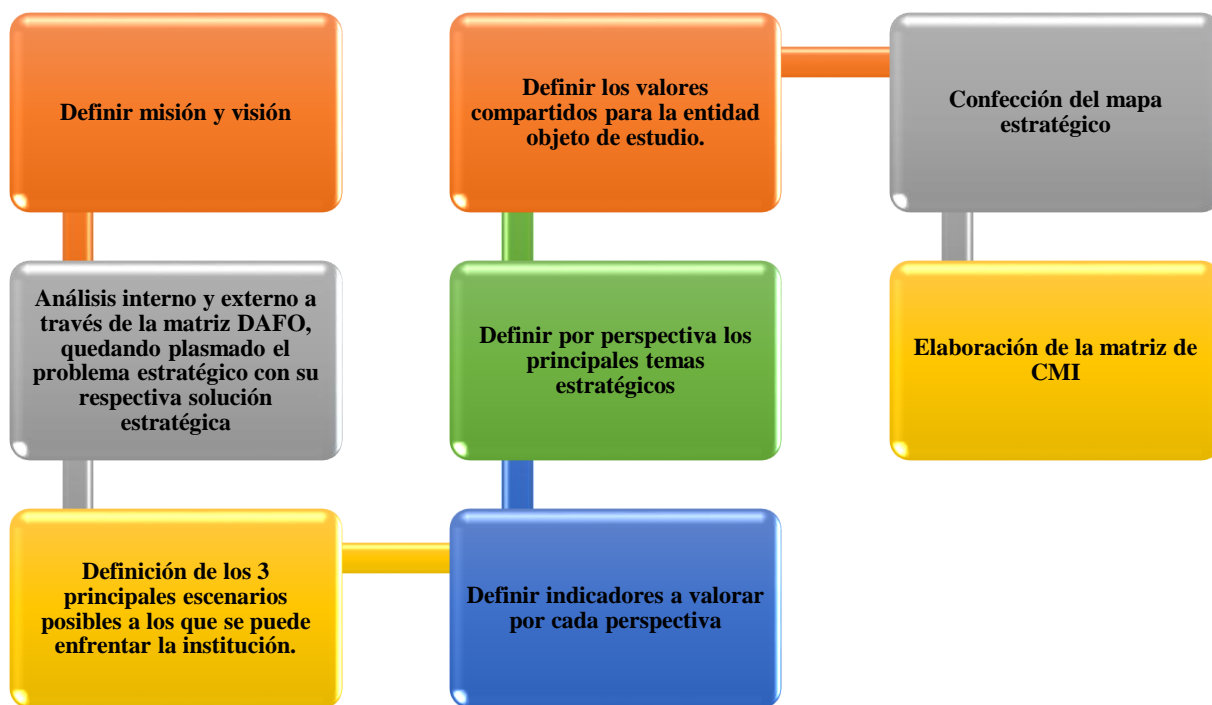 Definir misión y visión
Análisis interno y externo a
través de la matriz DAFO,
quedando plasmado el
problema estratégico con su
respectiva solución
estratégica
Definición de los 3
principales escenarios
posibles a los que se puede
enfrentar la institución.
Definir indicadores a valorar
por cada perspectiva
Definir por perspectiva los
principales temas
estratégicos
Definir los valores
compartidos para la entidad
objeto de estudio.
Confección del mapa
estratégico
Elaboración de la matriz de
CMI